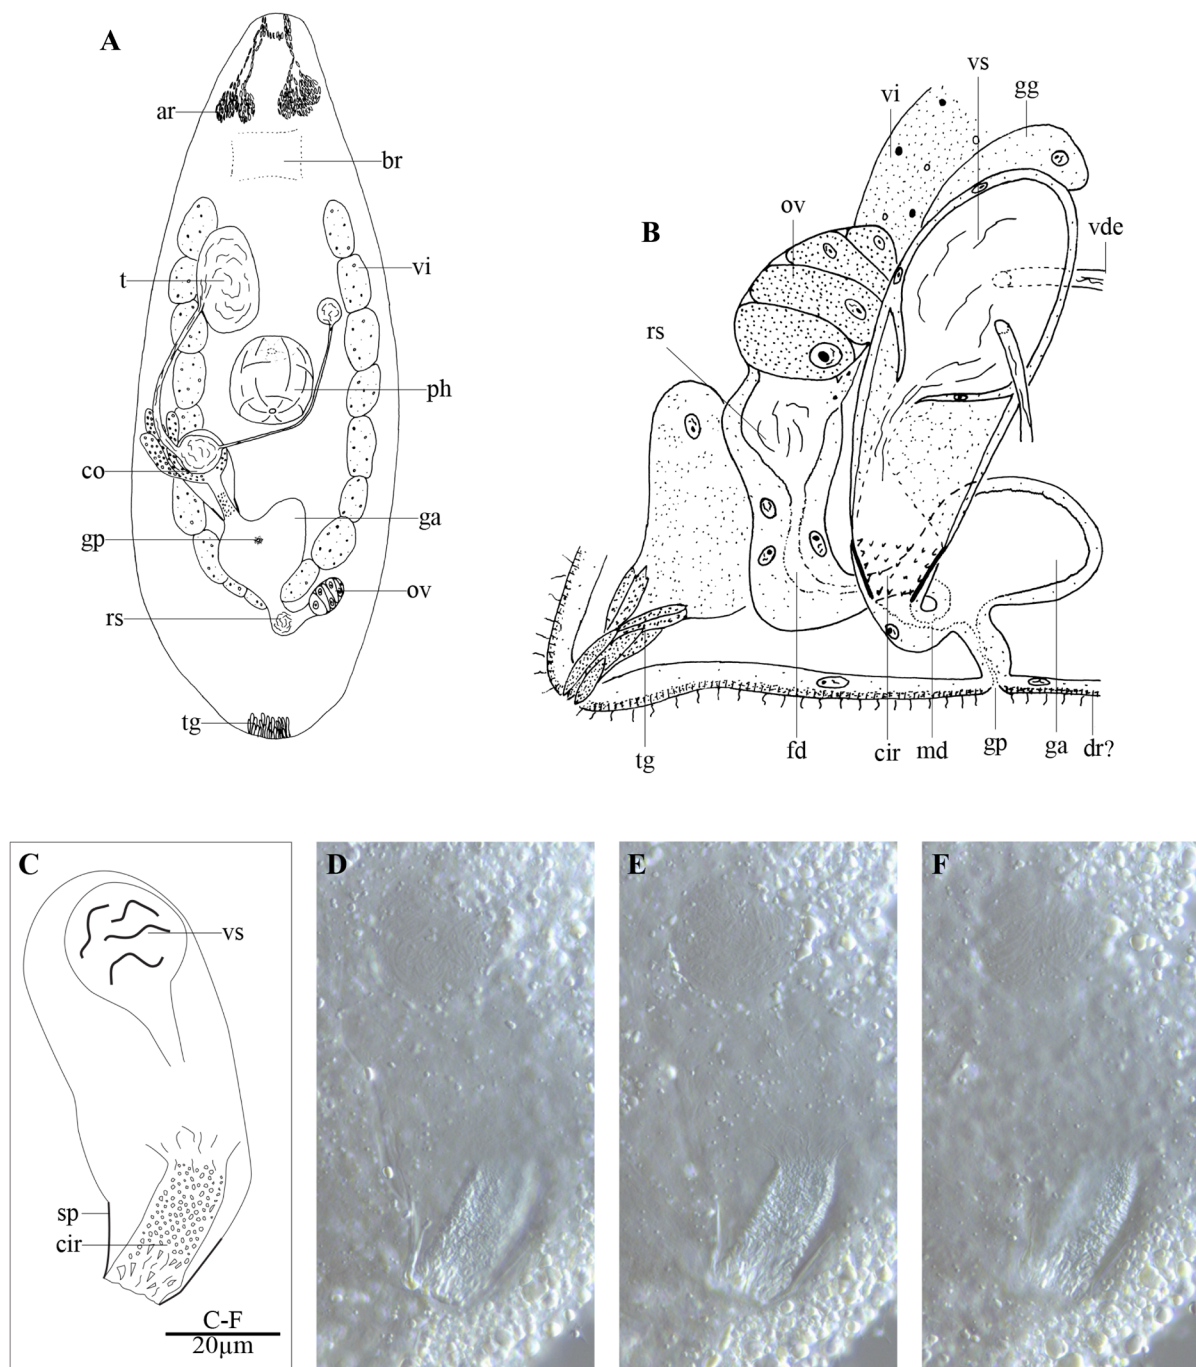 A
ar
br
t
vi
ph
co
ga
gp
ov
rs
tg
B
vs
vi
gg
ov
vde
rs
tg
fd
cir
md
gp
ga
dr?
C
vs
sp
cir
C-F
20µm
D
E
F